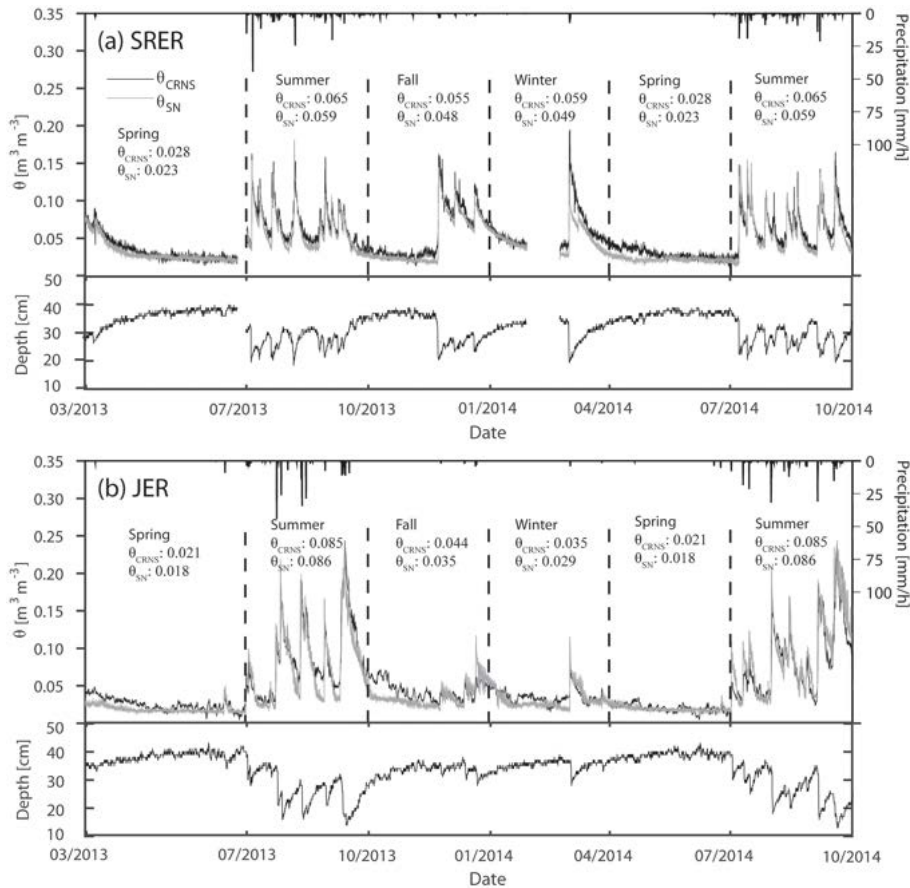 (a) SRER
θCRNS
θSN
θ [m³ m⁻³]
0.35
0.30
0.25
0.20
0.15
0.10
0.05
Precipitation [mm/h]
0
25
50
75
100
Spring
θCRNS: 0.028
θSN: 0.023
Summer
θCRNS: 0.065
θSN: 0.059
Fall
θCRNS: 0.055
θSN: 0.048
Winter
θCRNS: 0.059
θSN: 0.049
Spring
θCRNS: 0.028
θSN: 0.023
Summer
θCRNS: 0.065
θSN: 0.059
Depth [cm]
50
40
30
20
10
03/2013 07/2013 10/2013 01/2014 04/2014 07/2014 10/2014
Date
(b) JER
θ [m³ m⁻³]
0.35
0.30
0.25
0.20
0.15
0.10
0.05
Precipitation [mm/h]
0
25
50
75
100
Spring
θCRNS: 0.021
θSN: 0.018
Summer
θCRNS: 0.085
θSN: 0.086
Fall
θCRNS: 0.044
θSN: 0.035
Winter
θCRNS: 0.035
θSN: 0.029
Spring
θCRNS: 0.021
θSN: 0.018
Summer
θCRNS: 0.085
θSN: 0.086
Depth [cm]
50
40
30
20
10
03/2013 07/2013 10/2013 01/2014 04/2014 07/2014 10/2014
Date